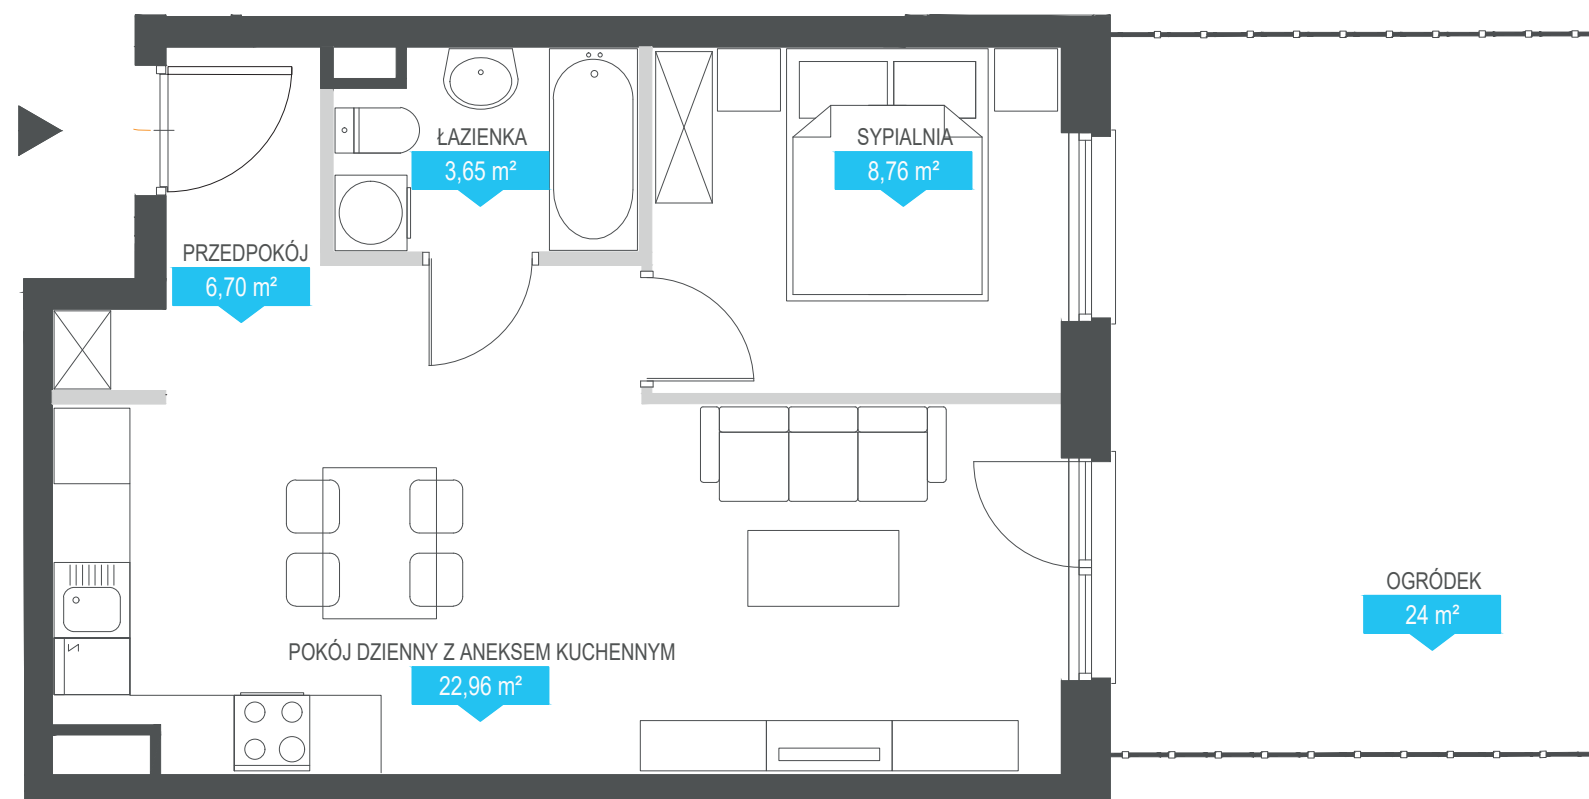 ŁAZIENKA
3,65 m²
SYPIALNIA
8,76 m²
PRZEDPOKÓJ
6,70 m²
OGRÓDEK
24 m²
POKÓJ DZIENNY Z ANEKSEM KUCHENNYM
22,96 m²